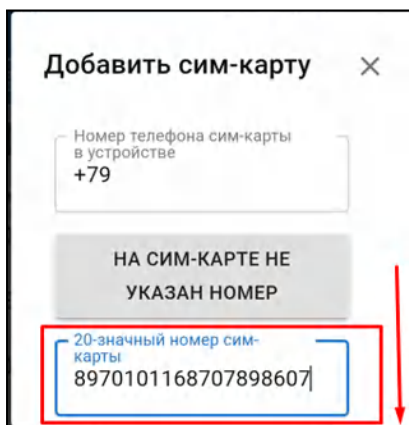 Добавить сим-карту
Номер телефона сим-карты
в устройстве
+79
НА СИМ-КАРТЕ НЕ
УКАЗАН НОМЕР
20-значный номер сим-
карты
8970101168707898607